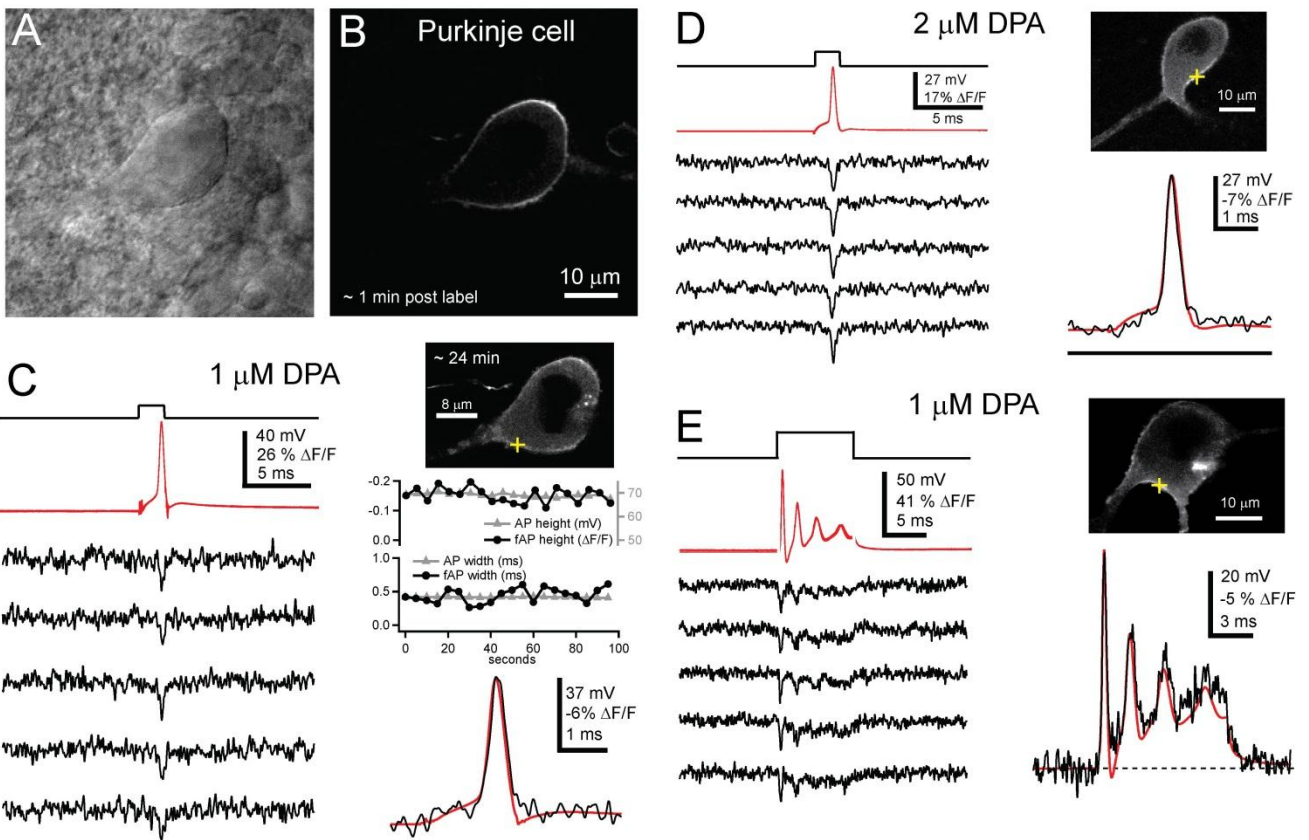 A
B
Purkinje cell
~ 1 min post label
10 μm
C
1 μM DPA
40 mV
26 % ΔF/F
5 ms
~ 24 min
8 μm
-0.2
-0.1
0.0
70
60
50
AP height (mV)
fAP height (ΔF/F)
1.0
0.5
0.0
AP width (ms)
fAP width (ms)
0 20 40 60 80 100
seconds
37 mV
-6% ΔF/F
1 ms
D
2 μM DPA
27 mV
17% ΔF/F
5 ms
10 μm
27 mV
-7% ΔF/F
1 ms
E
1 μM DPA
50 mV
41 % ΔF/F
5 ms
10 μm
20 mV
-5 % ΔF/F
3 ms